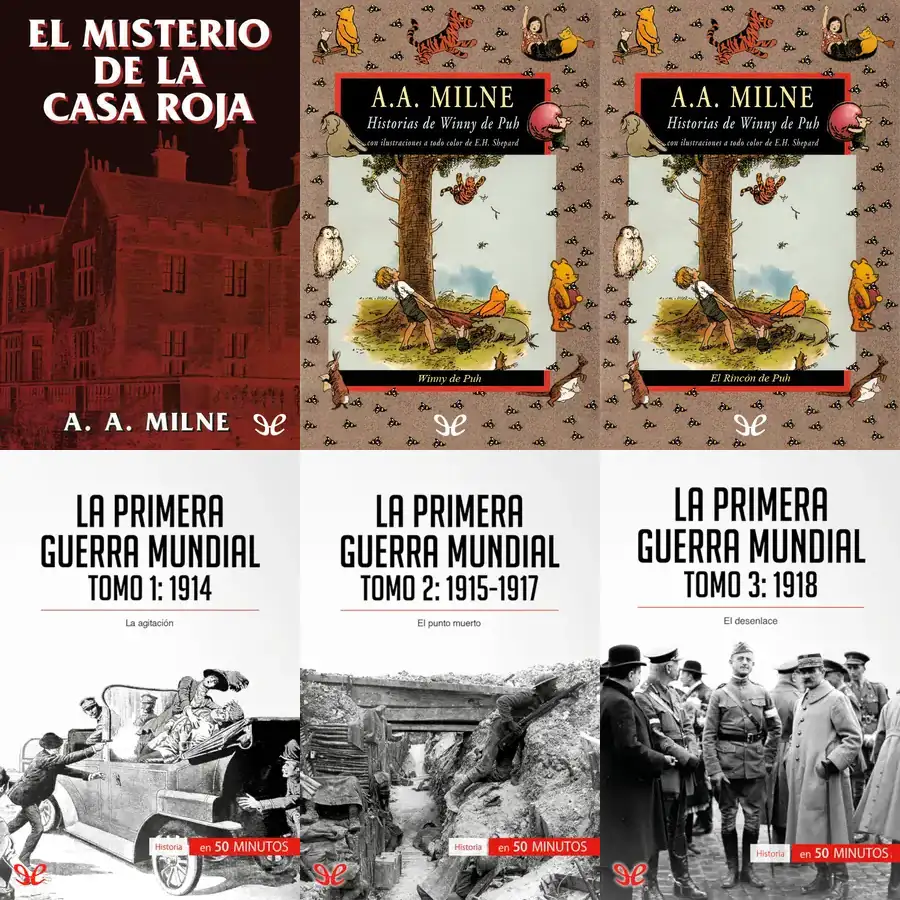 EL MISTERIO
DE LA
CASA ROJA
A. A. MILNE
A.A. MILNE
Historias de Winny de Puh
con ilustraciones a todo color de E.H. Shepard
Winny de Puh
A.A. MILNE
Historias de Winny de Puh
con ilustraciones a todo color de E.H. Shepard
El Rincón de Puh
LA PRIMERA
GUERRA MUNDIAL
TOMO 1: 1914
La agitación
Historia en 50 MINUTOS
LA PRIMERA
GUERRA MUNDIAL
TOMO 2: 1915-1917
El punto muerto
Historia en 50 MINUTOS
LA PRIMERA
GUERRA MUNDIAL
TOMO 3: 1918
El desenlace
Historia en 50 MINUTOS